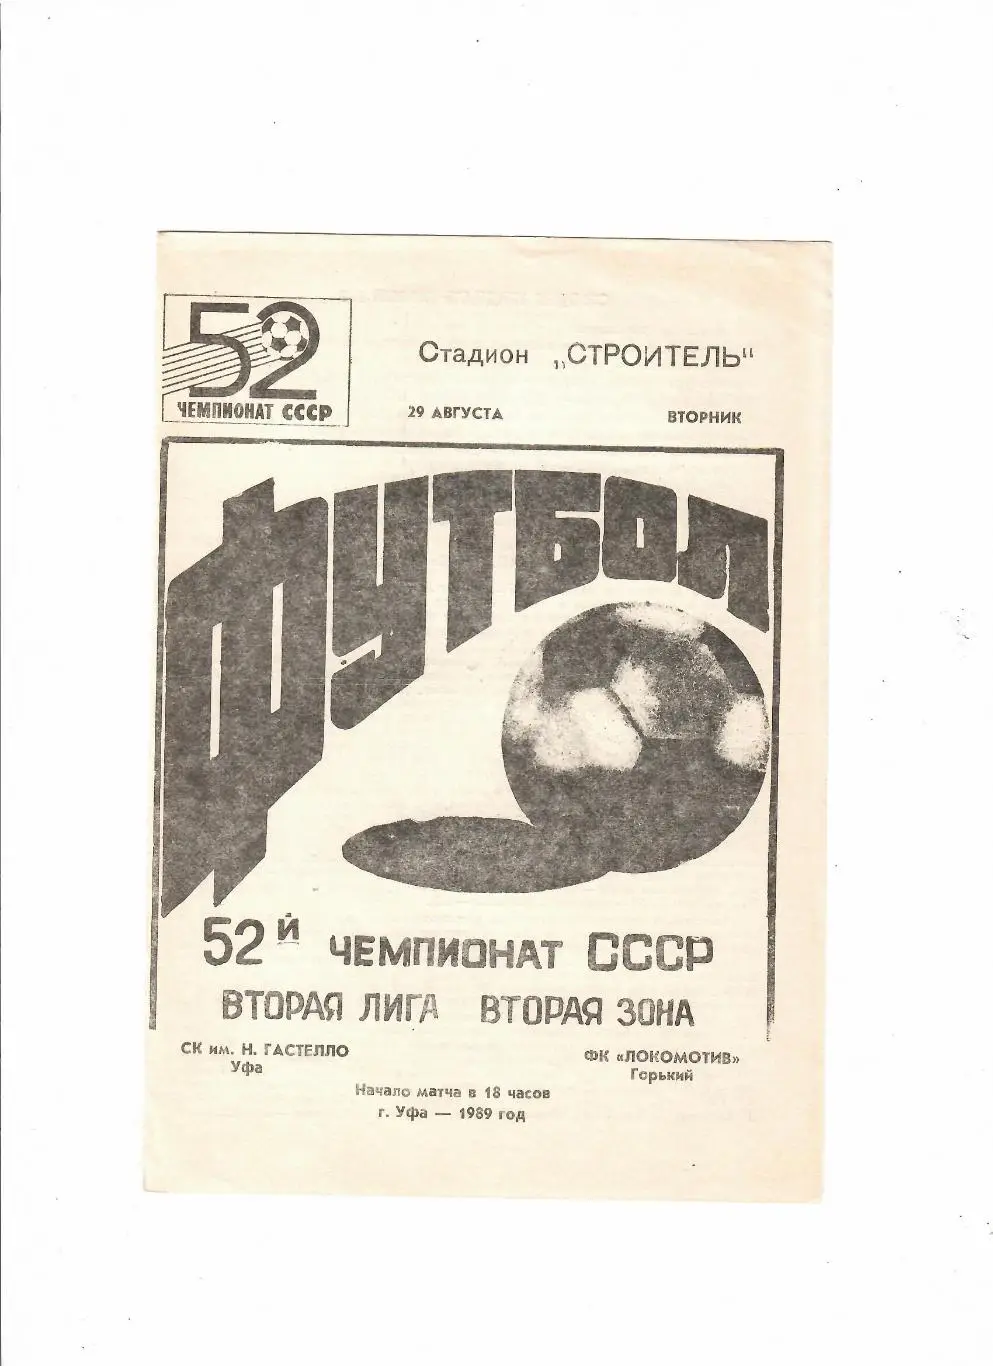 52
ЧЕМПИОНАТ СССР
Стадион „СТРОИТЕЛЬ“
29 АВГУСТА ВТОРНИК
ФУТБОЛ
52й ЧЕМПИОНАТ СССР
ВТОРАЯ ЛИГА ВТОРАЯ ЗОНА
СК им. Н. ГАСТЕЛЛО ФК «ЛОКОМОТИВ»
Уфа Горький
Начало матча в 18 часов
г. Уфа — 1989 год